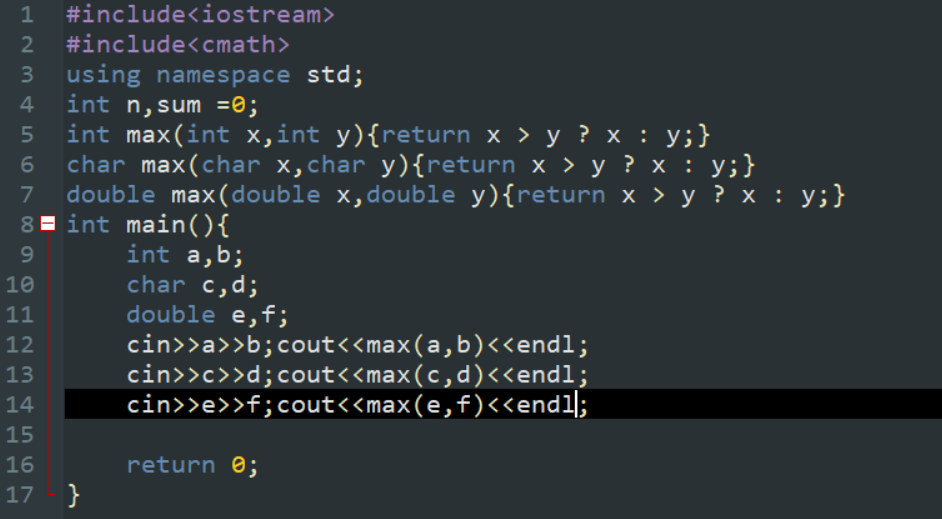 1 #include<iostream>
2 #include<cmath>
3 using namespace std;
4 int n,sum =0;
5 int max(int x,int y){return x > y ? x : y;}
6 char max(char x,char y){return x > y ? x : y;}
7 double max(double x,double y){return x > y ? x : y;}
8 int main(){
9     int a,b;
10     char c,d;
11     double e,f;
12     cin>>a>>b;cout<<max(a,b)<<endl;
13     cin>>c>>d;cout<<max(c,d)<<endl;
14     cin>>e>>f;cout<<max(e,f)<<endl;
15
16     return 0;
17 }